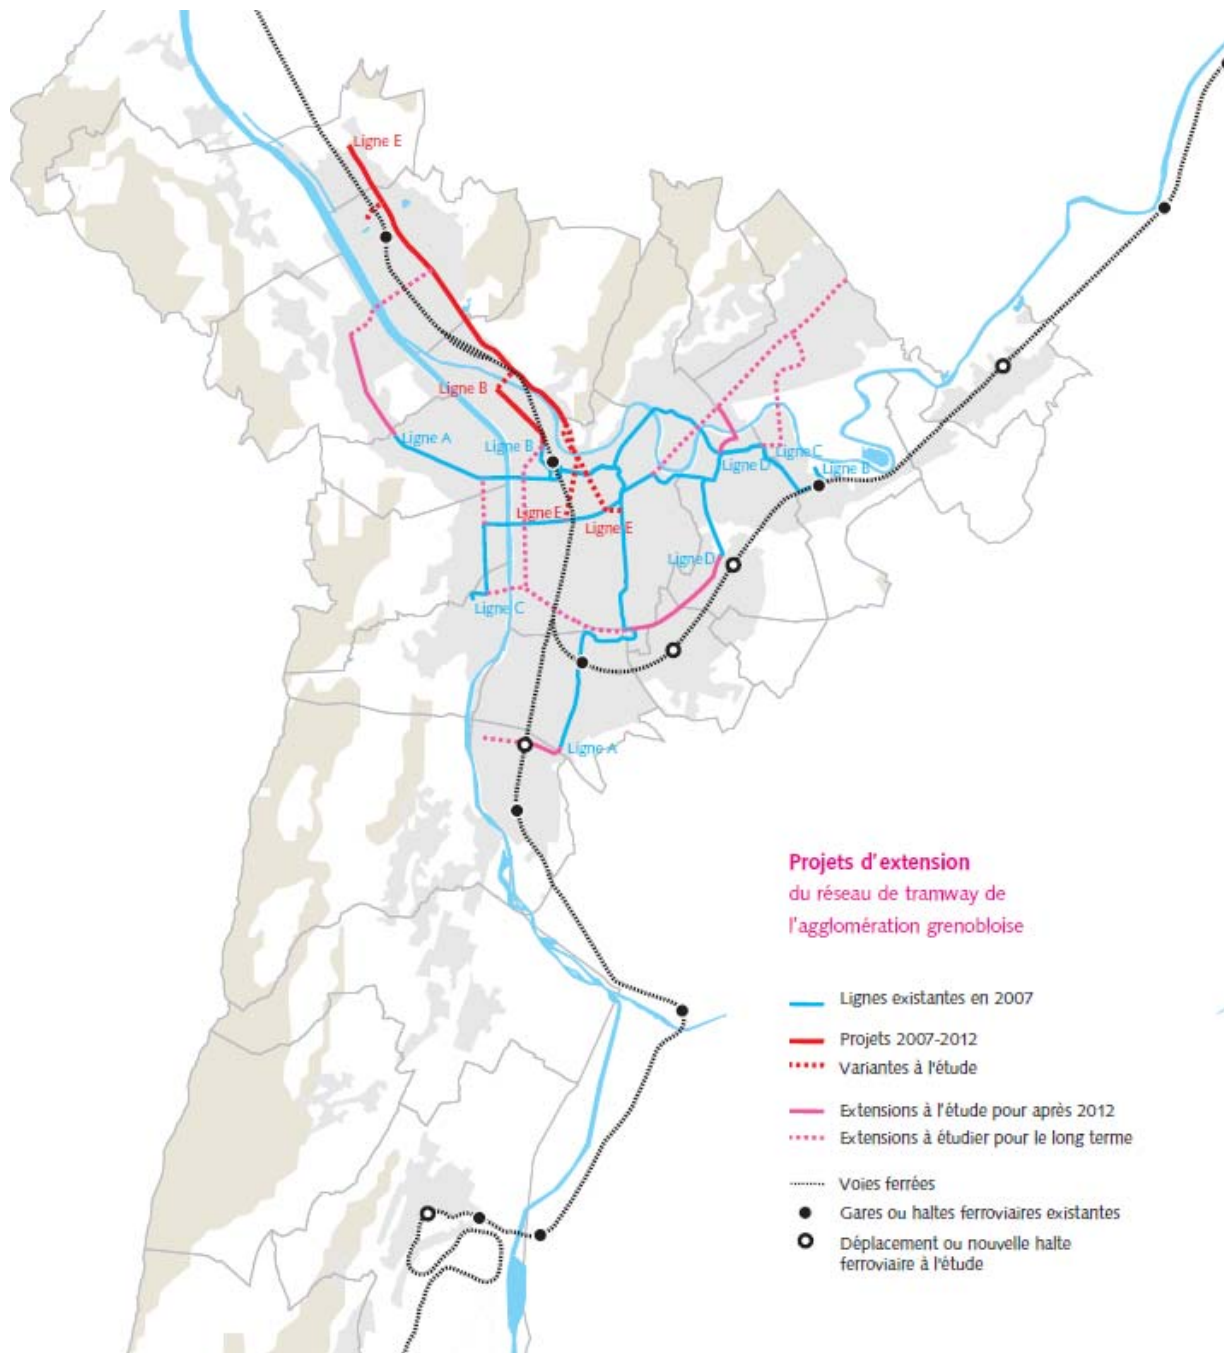 Ligne E
Ligne B
Ligne A
Ligne B
Ligne C
Ligne D
Ligne B
Ligne E
Ligne E
Ligne D
Ligne C
Ligne A
Projets d'extension
du réseau de tramway de
l'agglomération grenobloise
Lignes existantes en 2007
Projets 2007-2012
Variantes à l'étude
Extensions à l'étude pour après 2012
Extensions à étudier pour le long terme
Voies ferrées
Gares ou haltes ferroviaires existantes
Déplacement ou nouvelle halte
ferroviaire à l'étude